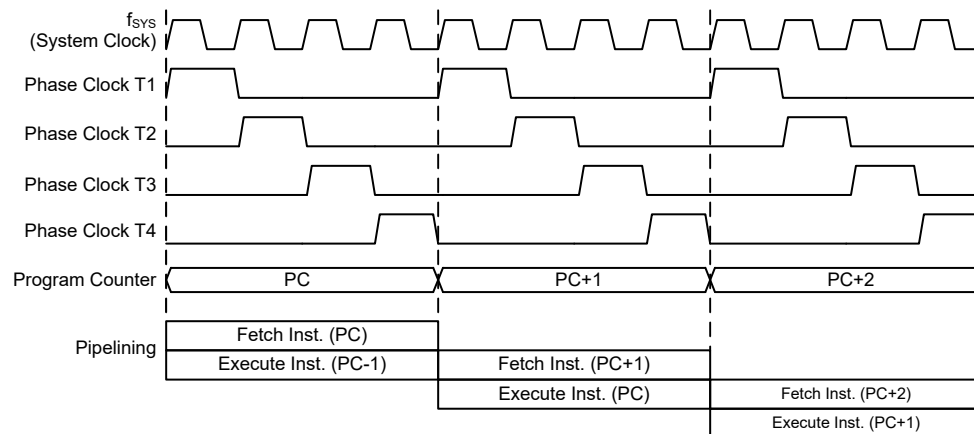 fSYS
(System Clock)
Phase Clock T1
Phase Clock T2
Phase Clock T3
Phase Clock T4
Program Counter PC PC+1 PC+2
Pipelining
Fetch Inst. (PC)
Execute Inst. (PC-1) Fetch Inst. (PC+1)
Execute Inst. (PC) Fetch Inst. (PC+2)
Execute Inst. (PC+1)